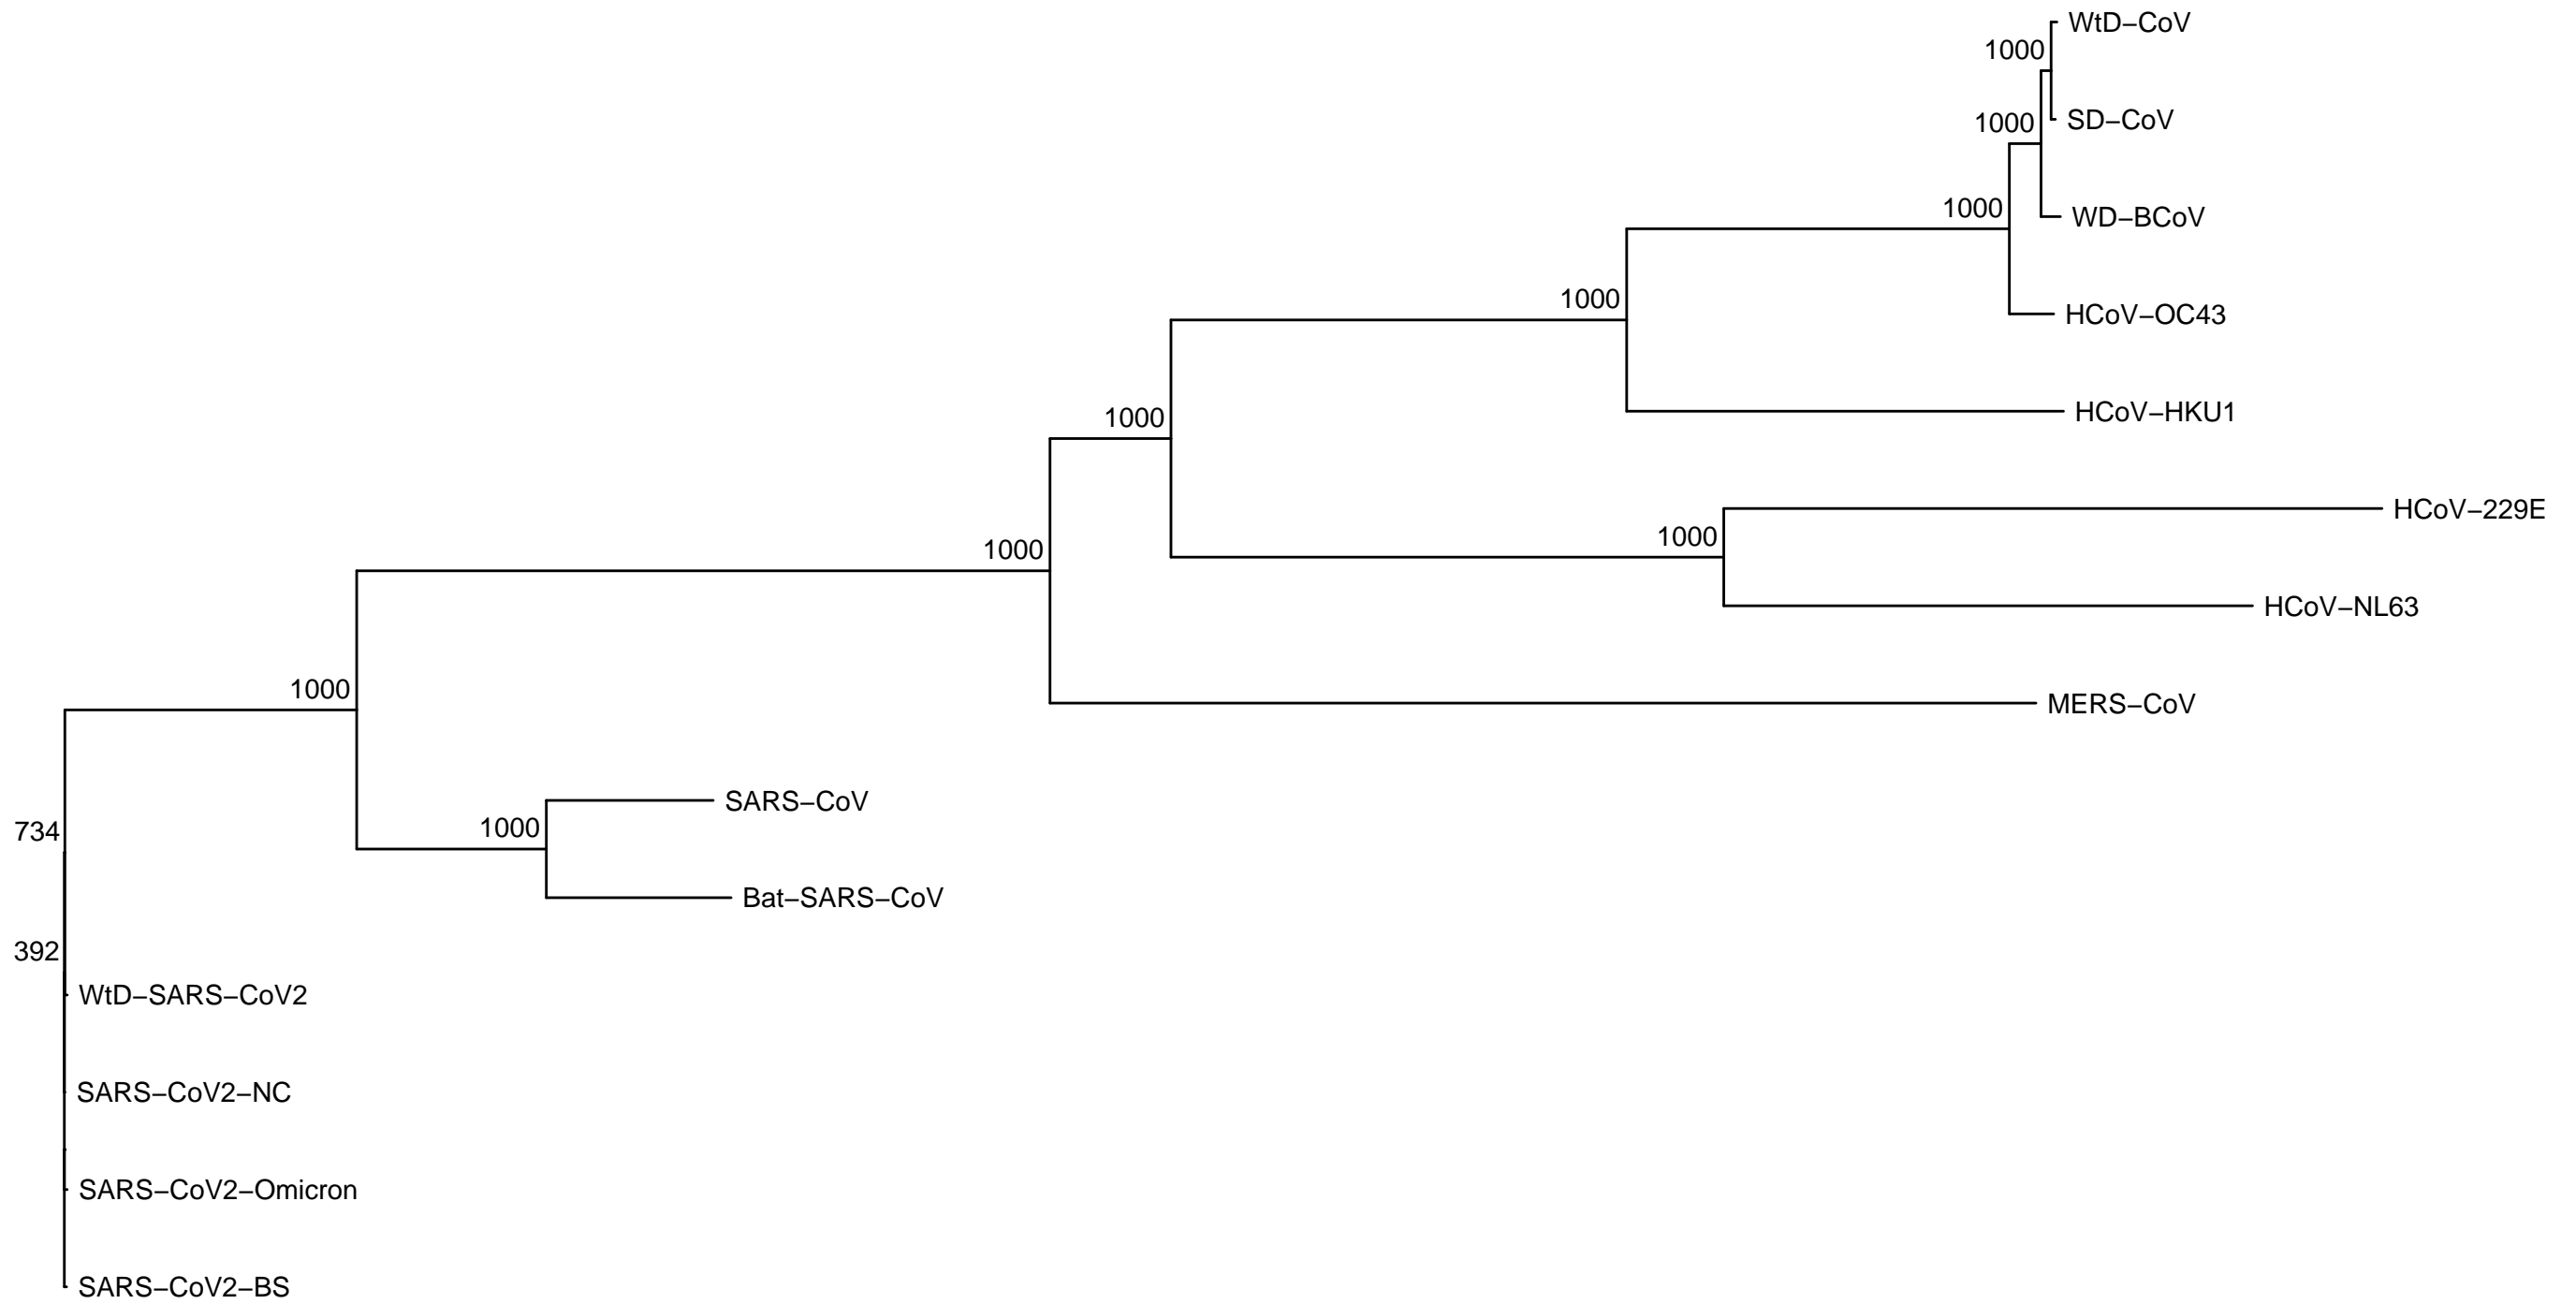 WtD−CoV
1000
SD−CoV
1000
WD−BCoV
1000
HCoV−OC43
1000
HCoV−HKU1
1000
HCoV−229E
1000
1000
HCoV−NL63
1000
MERS−CoV
SARS−CoV
1000
734
Bat−SARS−CoV
392
WtD−SARS−CoV2
SARS−CoV2−NC
SARS−CoV2−Omicron
SARS−CoV2−BS